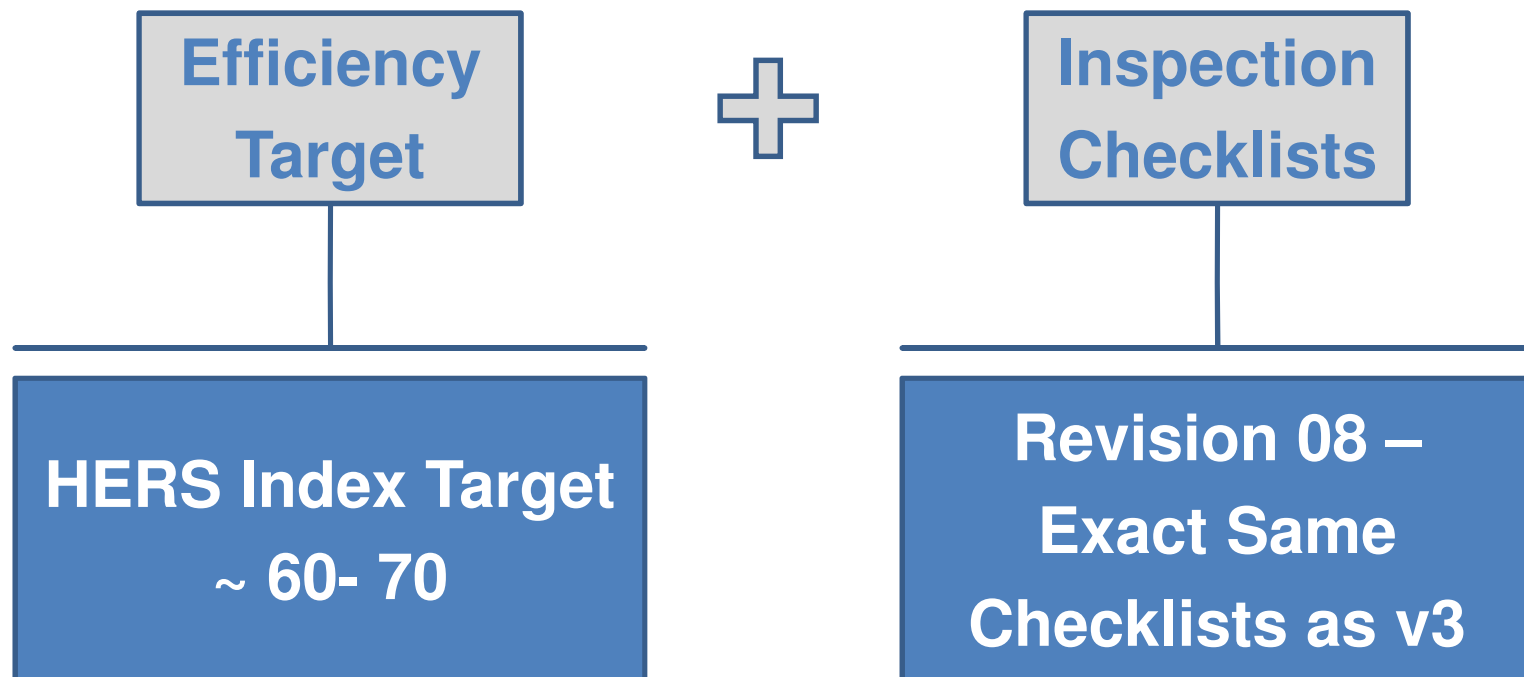 Efficiency
Target
Inspection
Checklists
HERS Index Target
~ 60- 70
Revision 08 –
Exact Same
Checklists as v3